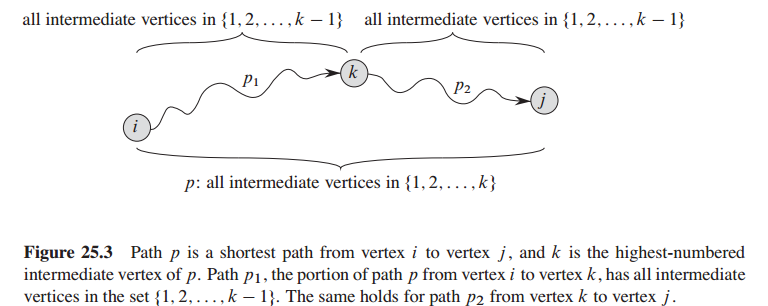 all intermediate vertices in {1, 2, . . . , k − 1} all intermediate vertices in {1, 2, . . . , k − 1}
k
p1
p2
j
i
p: all intermediate vertices in {1, 2, . . . , k}
Figure 25.3 Path p is a shortest path from vertex i to vertex j, and k is the highest-numbered
intermediate vertex of p. Path p1, the portion of path p from vertex i to vertex k, has all intermediate
vertices in the set {1, 2, . . . , k − 1}. The same holds for path p2 from vertex k to vertex j.